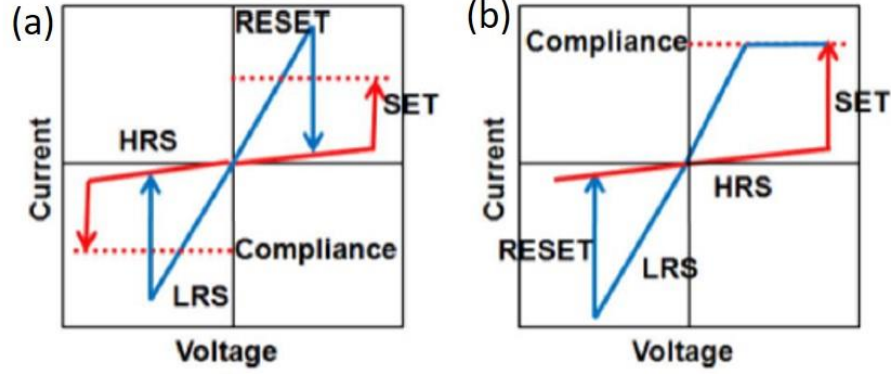 (a)
RESET
SET
HRS
Current
Compliance
LRS
Voltage
(b)
Compliance
SET
Current
HRS
RESET
LRS
Voltage